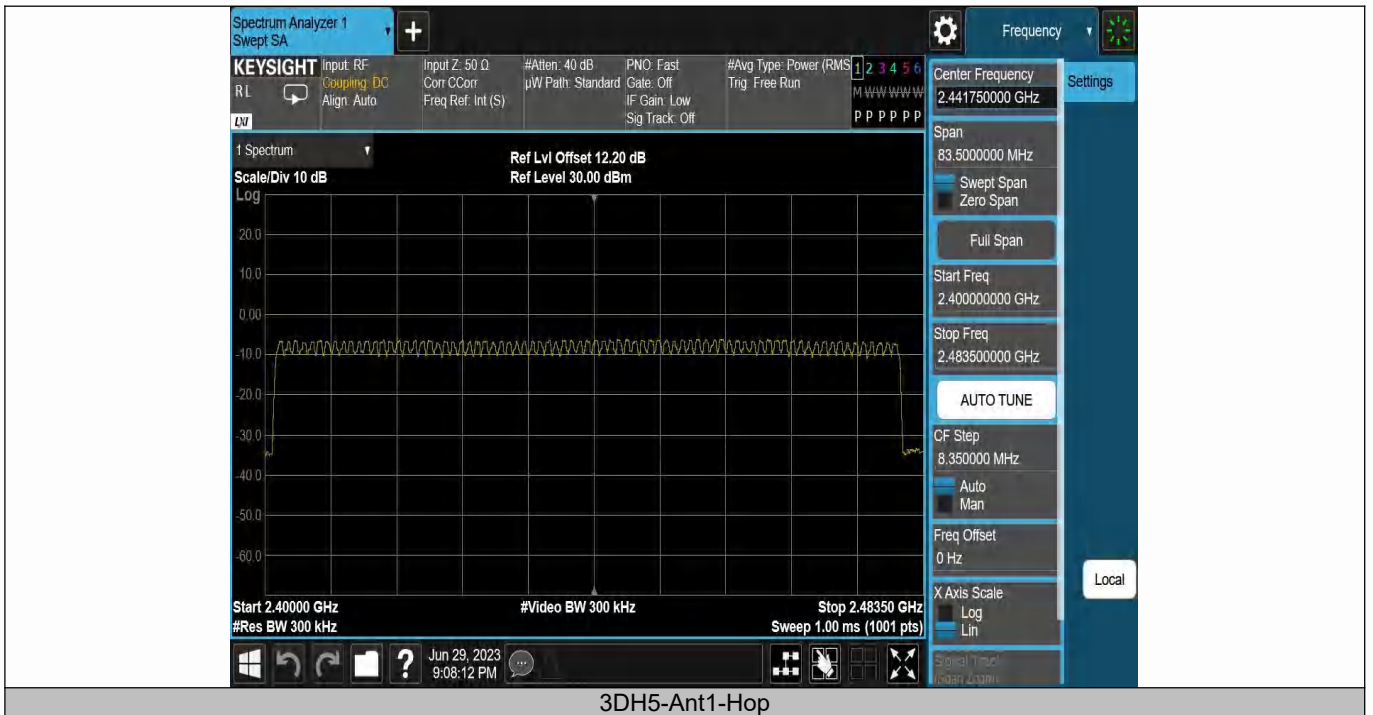 Spectrum Analyzer 1
Swept SA
+
Frequency
KEYSIGHT
RL
LXI
Input: RF
Coupling: DC
Align: Auto
Input Z: 50 Ω
Corr CCorr
Freq Ref: Int (S)
#Atten: 40 dB
µW Path: Standard
PNO: Fast
Gate: Off
IF Gain: Low
Sig Track: Off
#Avg Type: Power (RMS
Trig: Free Run
1 2 3 4 5 6
M W W W W W
P P P P P P
1 Spectrum
Scale/Div 10 dB
Log
Ref Lvl Offset 12.20 dB
Ref Level 30.00 dBm
20.0
10.0
0.00
-10.0
-20.0
-30.0
-40.0
-50.0
-60.0
Start 2.40000 GHz
#Res BW 300 kHz
#Video BW 300 kHz
Stop 2.48350 GHz
Sweep 1.00 ms (1001 pts)
Center Frequency
2.441750000 GHz
Settings
Span
83.5000000 MHz
Swept Span
Zero Span
Full Span
Start Freq
2.400000000 GHz
Stop Freq
2.483500000 GHz
AUTO TUNE
CF Step
8.350000 MHz
Auto
Man
Freq Offset
0 Hz
X Axis Scale
Log
Lin
Signal Track
(Span Zoom)
Local
?
Jun 29, 2023
9:08:12 PM
3DH5-Ant1-Hop